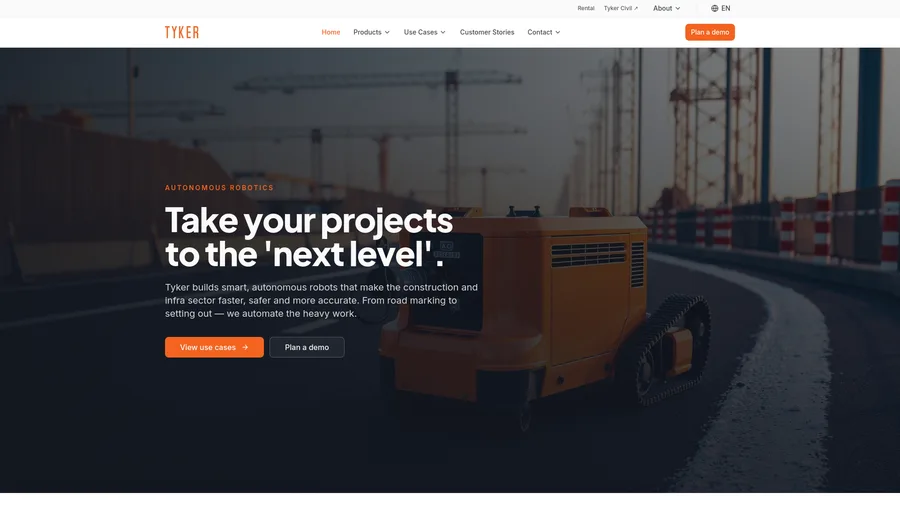 Rental Tyker Civil ↗ About EN
TYKER Home Products Use Cases Customer Stories Contact Plan a demo
AUTONOMOUS ROBOTICS
Take your projects
to the 'next level'.
Tyker builds smart, autonomous robots that make the construction and
infra sector faster, safer and more accurate. From road marking to
setting out — we automate the heavy work.
View use cases → Plan a demo